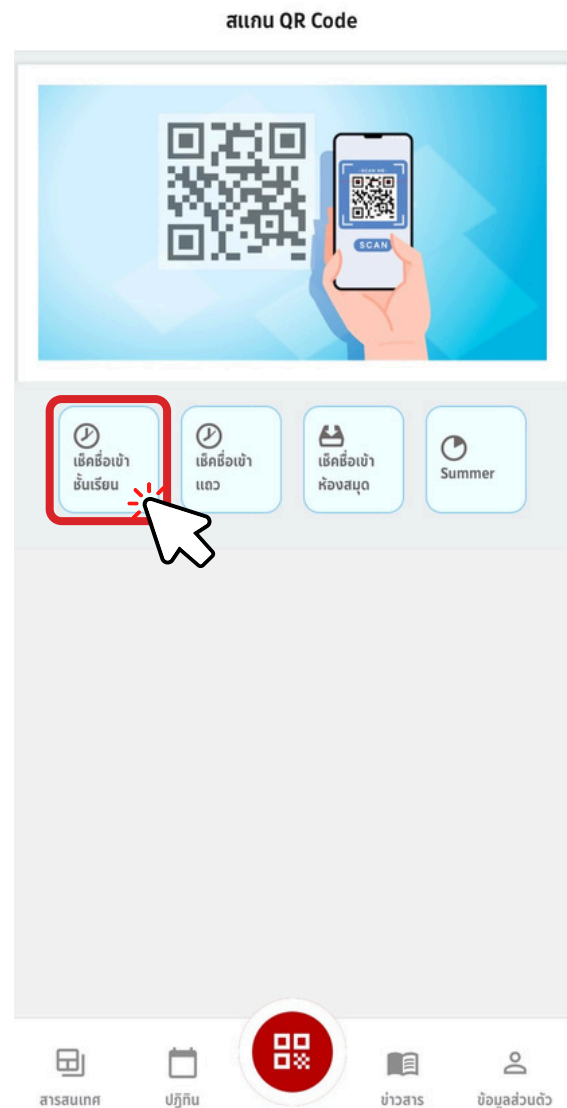 สแกน QR Code
SCAN ME
SCAN
เช็คชื่อเข้า
ชั้นเรียน
เช็คชื่อเข้า
แถว
เช็คชื่อเข้า
ห้องสมุด
Summer
สารสนเทศ
ปฏิทิน
ข่าวสาร
ข้อมูลส่วนตัว